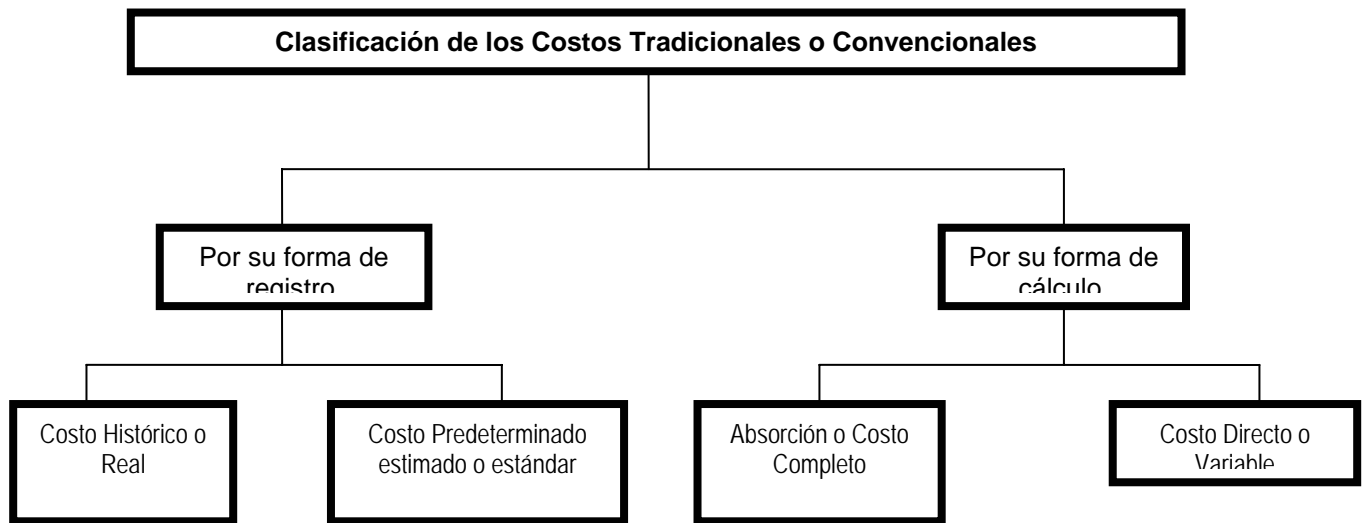 Clasificación de los Costos Tradicionales o Convencionales
Por su forma de
registro
Por su forma de
cálculo
Costo Histórico o
Real
Costo Predeterminado
estimado o estándar
Absorción o Costo
Completo
Costo Directo o
Variable